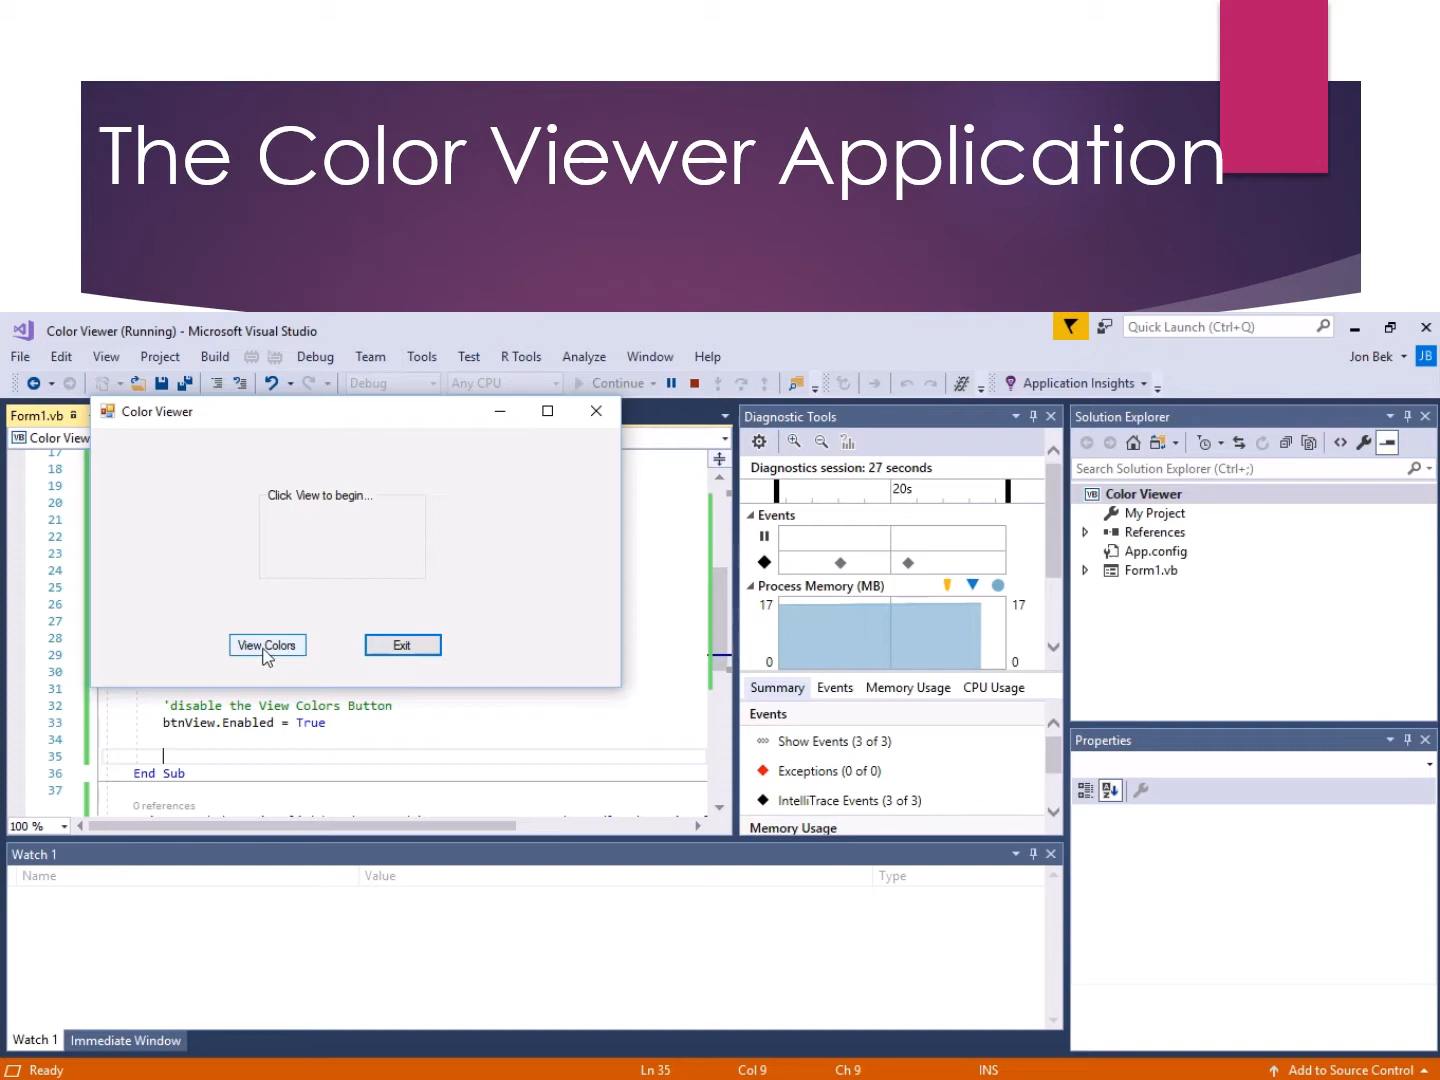 The Color Viewer Application
Color Viewer (Running) - Microsoft Visual Studio
Quick Launch (Ctrl+Q)
File Edit View Project Build Debug Team Tools Test R Tools Analyze Window Help
Jon Bek JB
Debug Any CPU Continue Application Insights
Form1.vb
Color Viewer
Color View
Click View to begin...
View Colors
Exit
17
18
19
20
21
22
23
24
25
26
27
28
29
30
31
32 'disable the View Colors Button
33 btnView.Enabled = True
34
35
36 End Sub
37
0 references
100 %
Diagnostic Tools
Diagnostics session: 27 seconds
20s
Events
Process Memory (MB)
17 17
0 0
Summary Events Memory Usage CPU Usage
Events
Show Events (3 of 3)
Exceptions (0 of 0)
IntelliTrace Events (3 of 3)
Memory Usage
Solution Explorer
Search Solution Explorer (Ctrl+;)
VB Color Viewer
My Project
References
App.config
Form1.vb
Properties
Watch 1
Name Value Type
Watch 1 Immediate Window
Ready Ln 35 Col 9 Ch 9 INS Add to Source Control